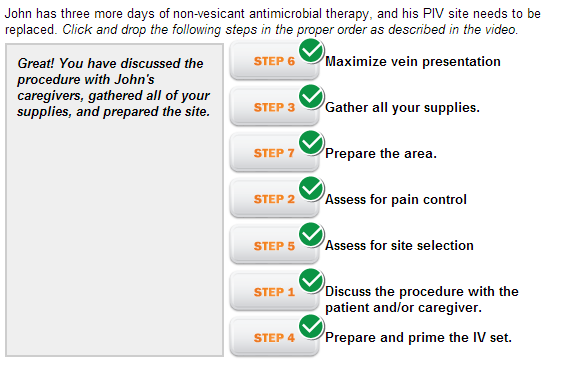 John has three more days of non-vesicant antimicrobial therapy, and his PIV site needs to be
replaced. Click and drop the following steps in the proper order as described in the video.
Great! You have discussed the
procedure with John's
caregivers, gathered all of your
supplies, and prepared the site.
STEP 6 Maximize vein presentation
STEP 3 Gather all your supplies.
STEP 7 Prepare the area.
STEP 2 Assess for pain control
STEP 5 Assess for site selection
STEP 1 Discuss the procedure with the
patient and/or caregiver.
STEP 4 Prepare and prime the IV set.